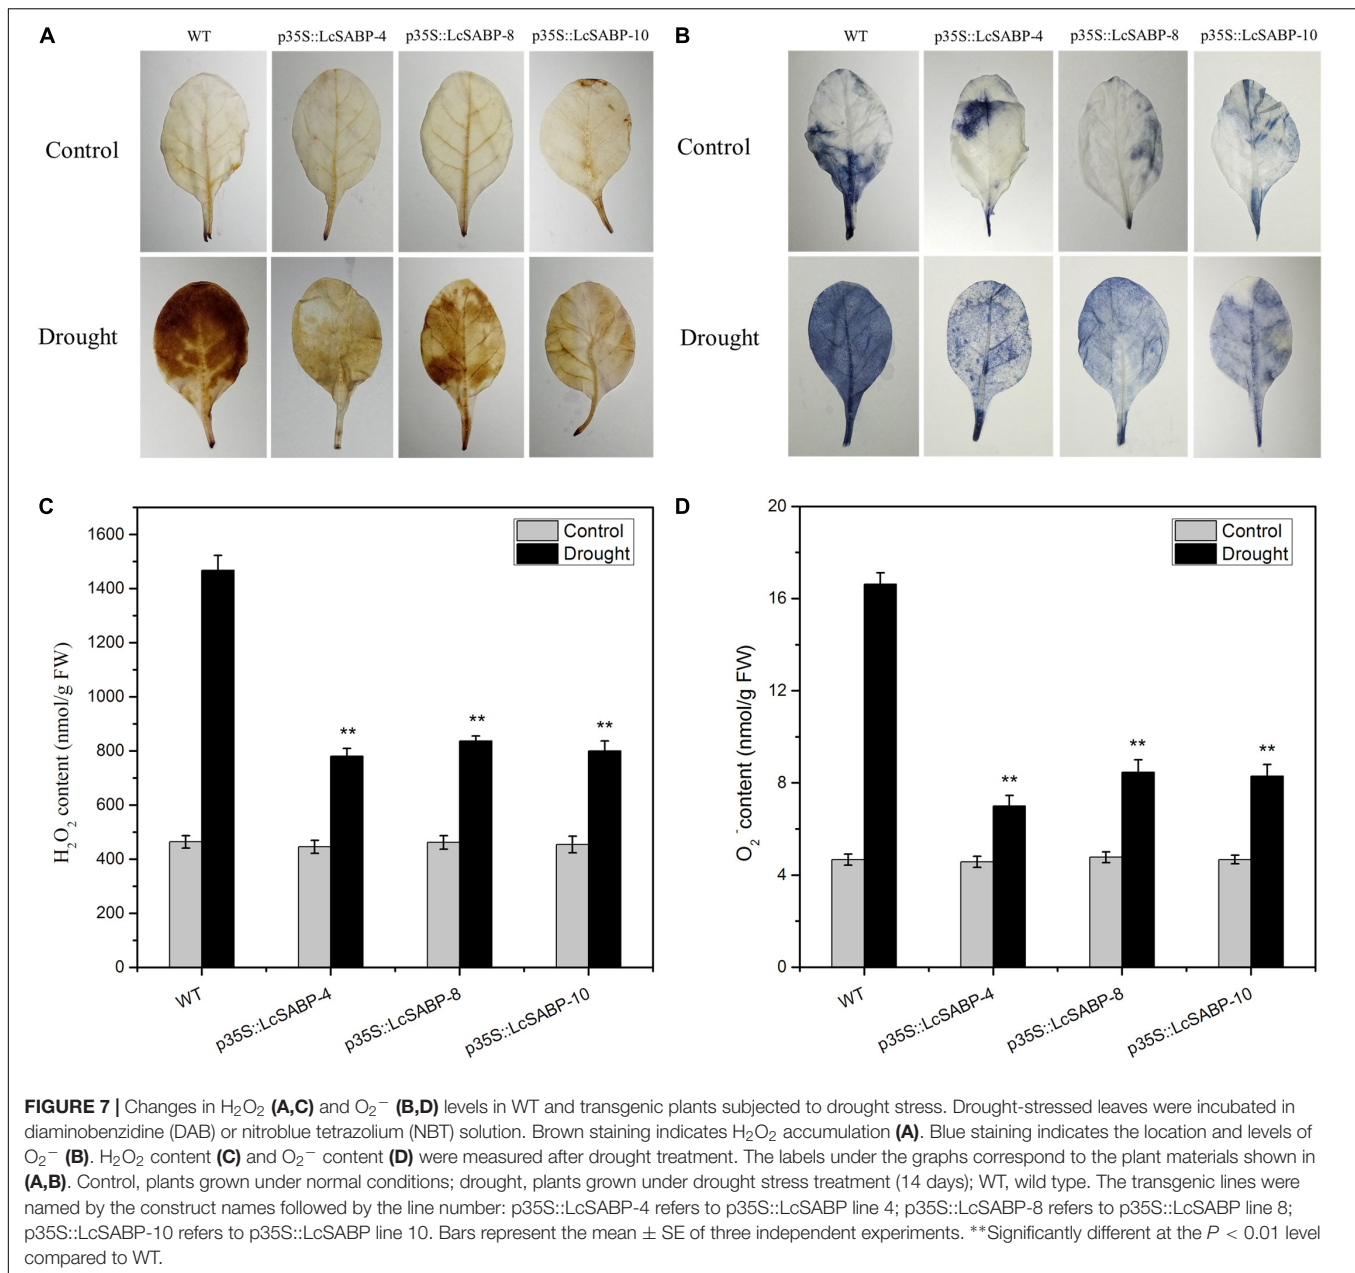 A
WT
p35S::LcSABP-4
p35S::LcSABP-8
p35S::LcSABP-10
Control
Drought
B
WT
p35S::LcSABP-4
p35S::LcSABP-8
p35S::LcSABP-10
Control
Drought
C
Control
Drought
H₂O₂ content (nmol/g FW)
1600
1400
1200
1000
800
600
400
200
0
**
**
**
WT
p35S::LcSABP-4
p35S::LcSABP-8
p35S::LcSABP-10
D
Control
Drought
O₂⁻content (nmol/g FW)
20
16
12
8
4
0
**
**
**
WT
p35S::LcSABP-4
p35S::LcSABP-8
p35S::LcSABP-10
FIGURE 7 | Changes in H₂O₂ (A,C) and O₂⁻ (B,D) levels in WT and transgenic plants subjected to drought stress. Drought-stressed leaves were incubated in
diaminobenzidine (DAB) or nitroblue tetrazolium (NBT) solution. Brown staining indicates H₂O₂ accumulation (A). Blue staining indicates the location and levels of
O₂⁻ (B). H₂O₂ content (C) and O₂⁻ content (D) were measured after drought treatment. The labels under the graphs correspond to the plant materials shown in
(A,B). Control, plants grown under normal conditions; drought, plants grown under drought stress treatment (14 days); WT, wild type. The transgenic lines were
named by the construct names followed by the line number: p35S::LcSABP-4 refers to p35S::LcSABP line 4; p35S::LcSABP-8 refers to p35S::LcSABP line 8;
p35S::LcSABP-10 refers to p35S::LcSABP line 10. Bars represent the mean ± SE of three independent experiments. **Significantly different at the P < 0.01 level
compared to WT.